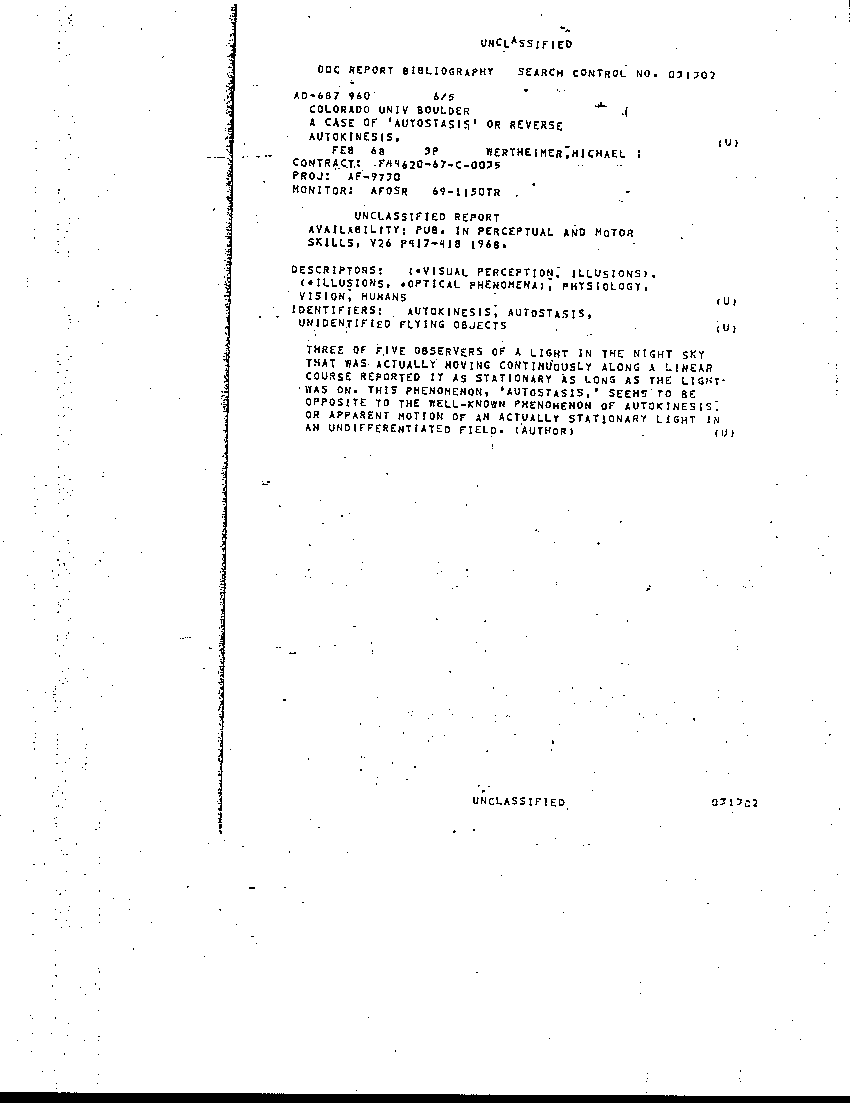 UNCLASSIFIED
DDC REPORT BIBLIOGRAPHY SEARCH CONTROL NO. 031702
AD-687 960 6/5
COLORADO UNIV BOULDER
A CASE OF 'AUTOSTASIS' OR REVERSE
AUTOKINESIS, (U)
FEB 68 3P WERTHEIMER,MICHAEL ;
CONTRACT: F44620-67-C-0035
PROJ: AF-9730
MONITOR: AFOSR 69-1150TR
UNCLASSIFIED REPORT
AVAILABILITY: PUB. IN PERCEPTUAL AND MOTOR
SKILLS, V26 P417-418 1968.
DESCRIPTORS: (*VISUAL PERCEPTION, ILLUSIONS),
(*ILLUSIONS, *OPTICAL PHENOMENA), PHYSIOLOGY,
VISION, HUMANS (U)
IDENTIFIERS: AUTOKINESIS, AUTOSTASIS,
UNIDENTIFIED FLYING OBJECTS (U)
THREE OF FIVE OBSERVERS OF A LIGHT IN THE NIGHT SKY
THAT WAS ACTUALLY MOVING CONTINUOUSLY ALONG A LINEAR
COURSE REPORTED IT AS STATIONARY AS LONG AS THE LIGHT
WAS ON. THIS PHENOMENON, 'AUTOSTASIS,' SEEMS TO BE
OPPOSITE TO THE WELL-KNOWN PHENOMENON OF AUTOKINESIS,
OR APPARENT MOTION OF AN ACTUALLY STATIONARY LIGHT IN
AN UNDIFFERENTIATED FIELD. (AUTHOR) (U)
UNCLASSIFIED 031702